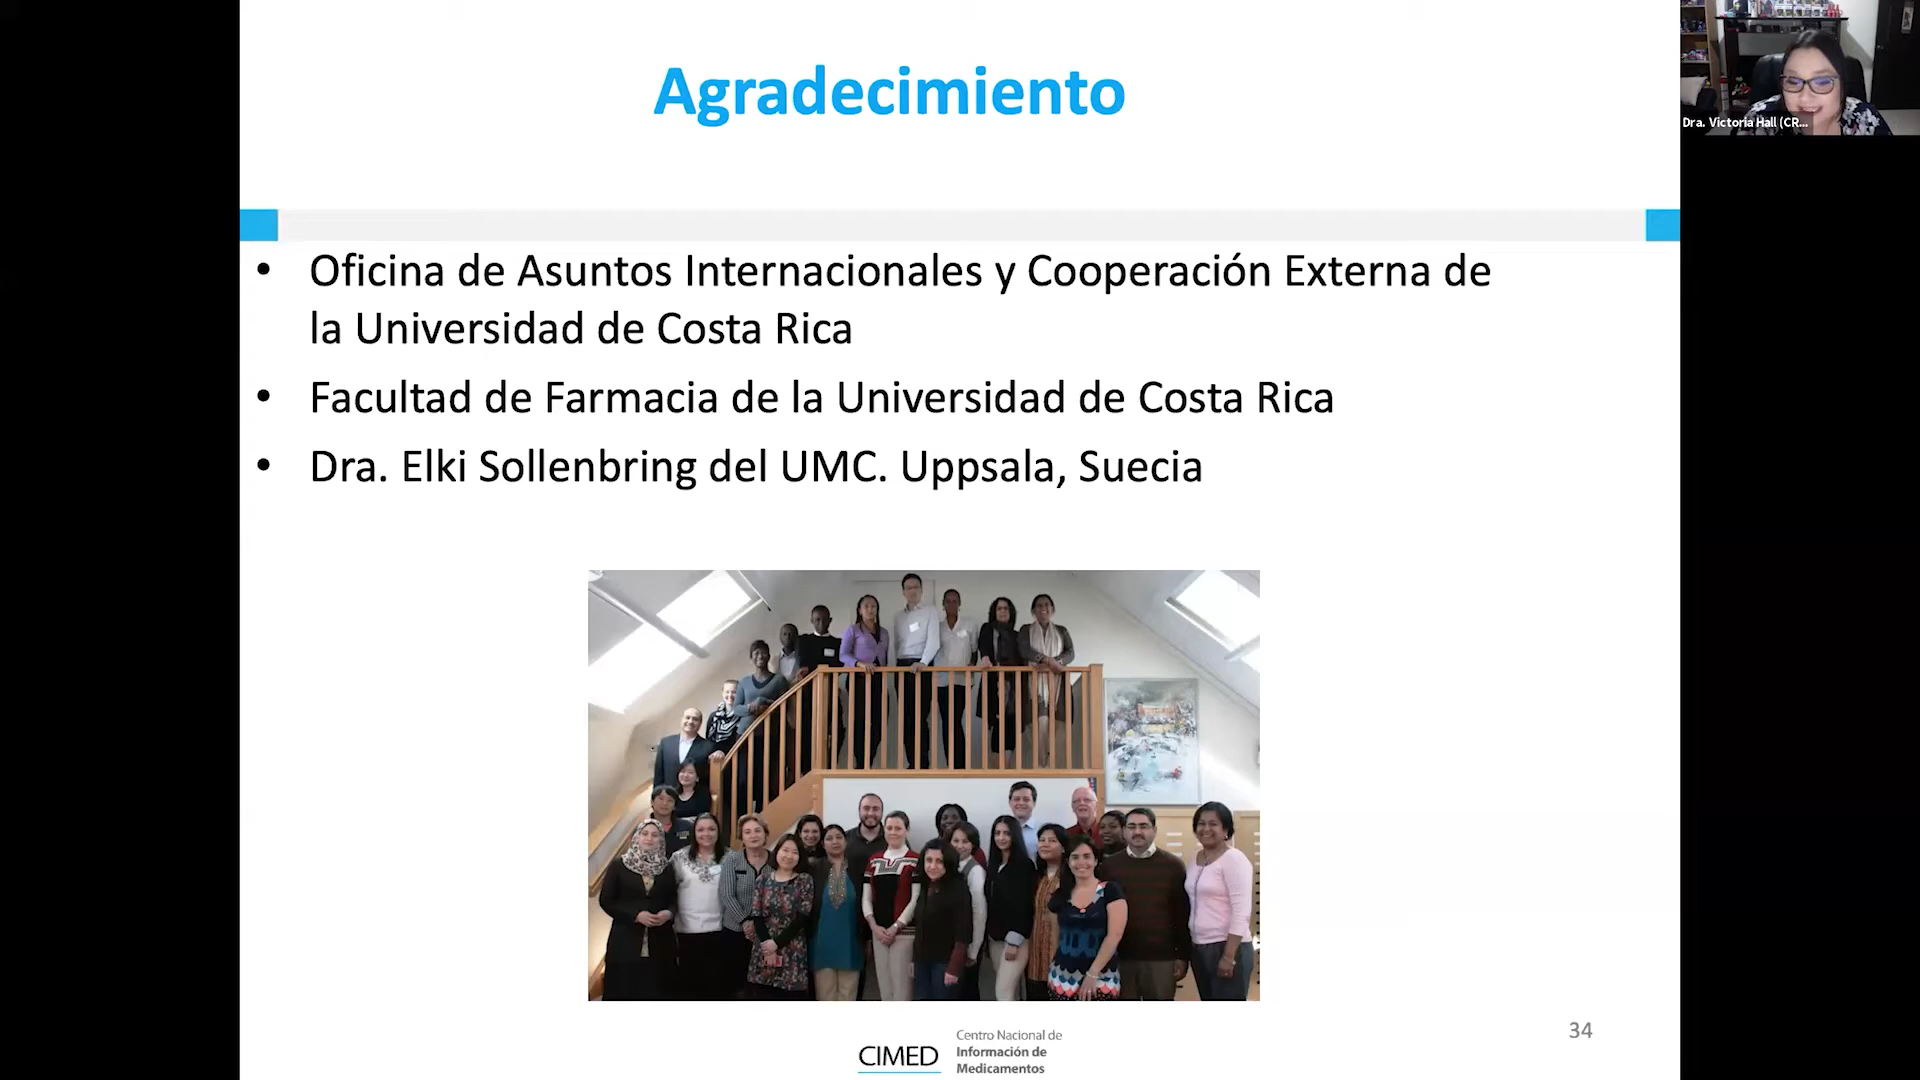 Agradecimiento
Dra. Victoria Hall (CR...
• Oficina de Asuntos Internacionales y Cooperación Externa de
la Universidad de Costa Rica
• Facultad de Farmacia de la Universidad de Costa Rica
• Dra. Elki Sollenbring del UMC. Uppsala, Suecia
34
CIMED
Centro Nacional de
Información de
Medicamentos